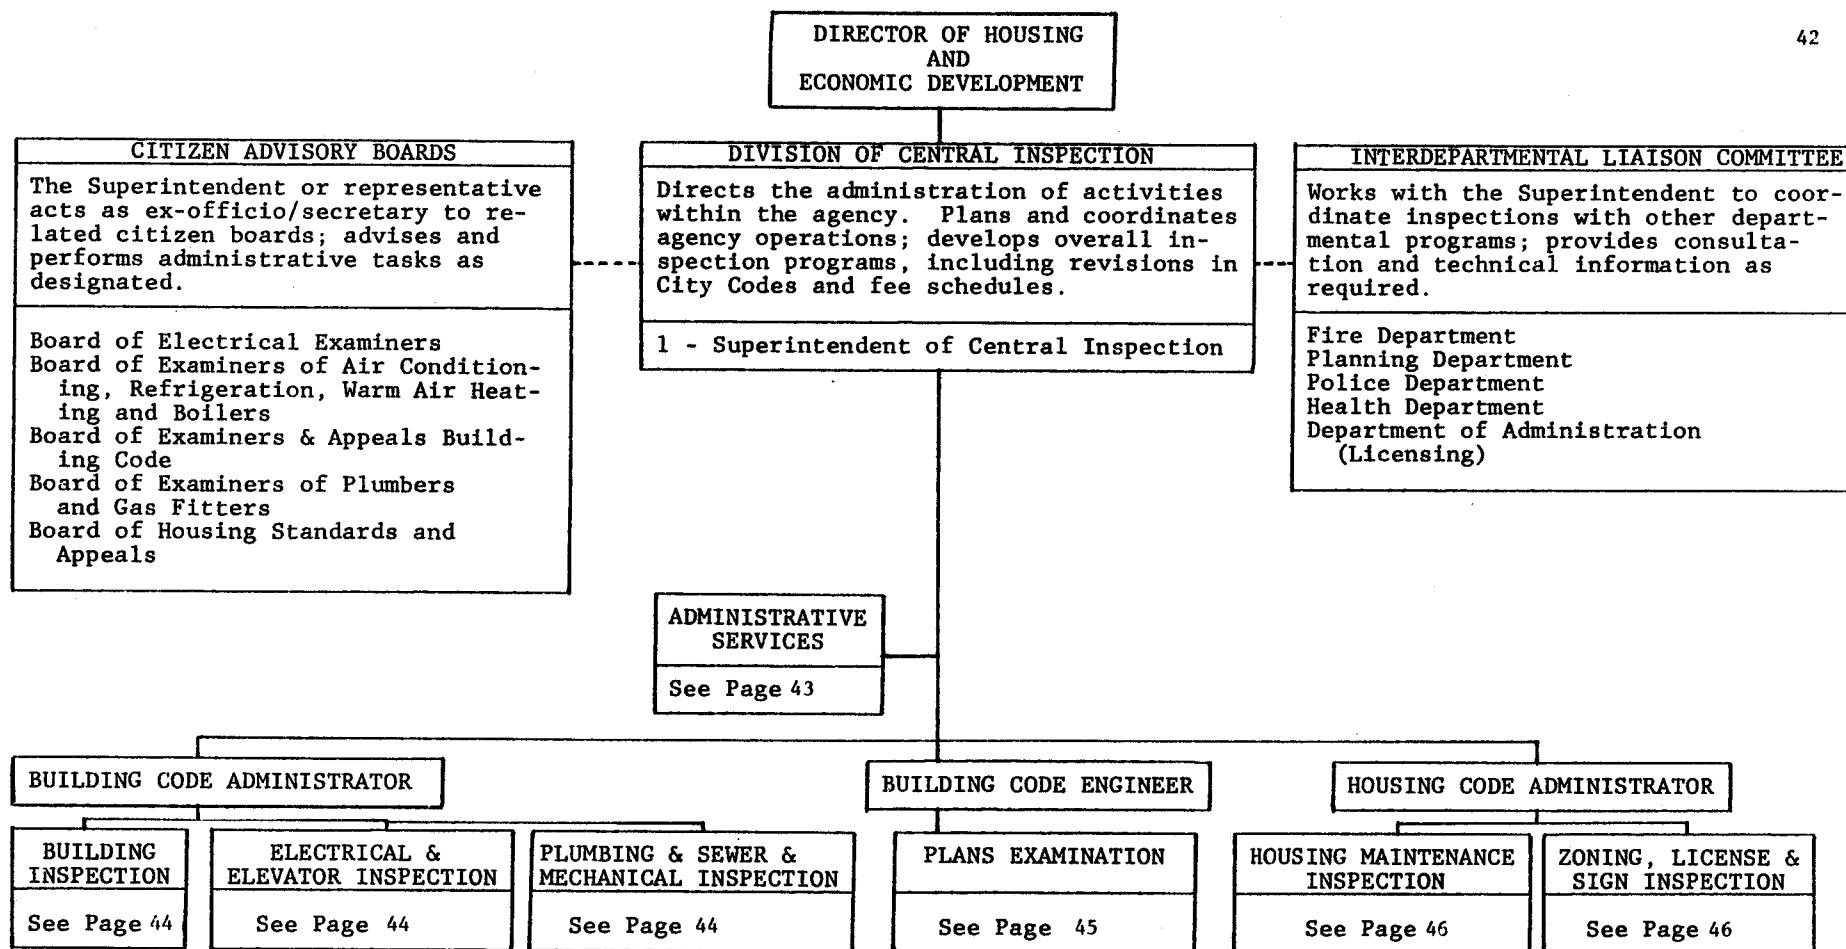 42
DIRECTOR OF HOUSING
AND
ECONOMIC DEVELOPMENT
CITIZEN ADVISORY BOARDS
The Superintendent or representative
acts as ex-officio/secretary to re-
lated citizen boards; advises and
performs administrative tasks as
designated.
Board of Electrical Examiners
Board of Examiners of Air Condition-
ing, Refrigeration, Warm Air Heat-
ing and Boilers
Board of Examiners & Appeals Build-
ing Code
Board of Examiners of Plumbers
and Gas Fitters
Board of Housing Standards and
Appeals
DIVISION OF CENTRAL INSPECTION
Directs the administration of activities
within the agency. Plans and coordinates
agency operations; develops overall in-
spection programs, including revisions in
City Codes and fee schedules.
1 - Superintendent of Central Inspection
INTERDEPARTMENTAL LIAISON COMMITTEE
Works with the Superintendent to coor-
dinate inspections with other depart-
mental programs; provides consulta-
tion and technical information as
required.
Fire Department
Planning Department
Police Department
Health Department
Department of Administration
(Licensing)
ADMINISTRATIVE
SERVICES
See Page 43
BUILDING CODE ADMINISTRATOR
BUILDING CODE ENGINEER
HOUSING CODE ADMINISTRATOR
BUILDING
INSPECTION
See Page 44
ELECTRICAL &
ELEVATOR INSPECTION
See Page 44
PLUMBING & SEWER &
MECHANICAL INSPECTION
See Page 44
PLANS EXAMINATION
See Page 45
HOUSING MAINTENANCE
INSPECTION
See Page 46
ZONING, LICENSE &
SIGN INSPECTION
See Page 46